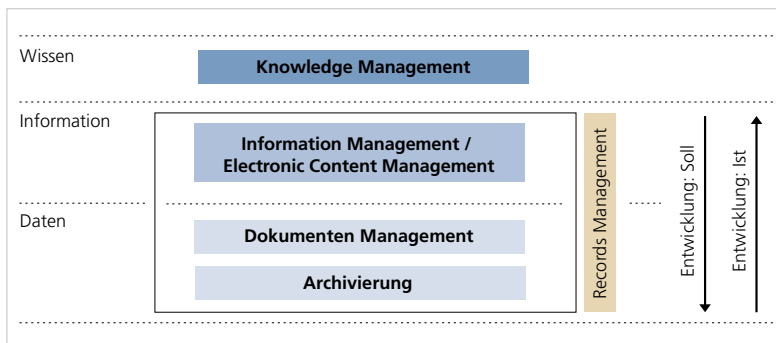 Wissen
Knowledge Management
Information
Information Management /
Electronic Content Management
Daten
Dokumenten Management
Archivierung
Records Management
Entwicklung: Soll
Entwicklung: Ist